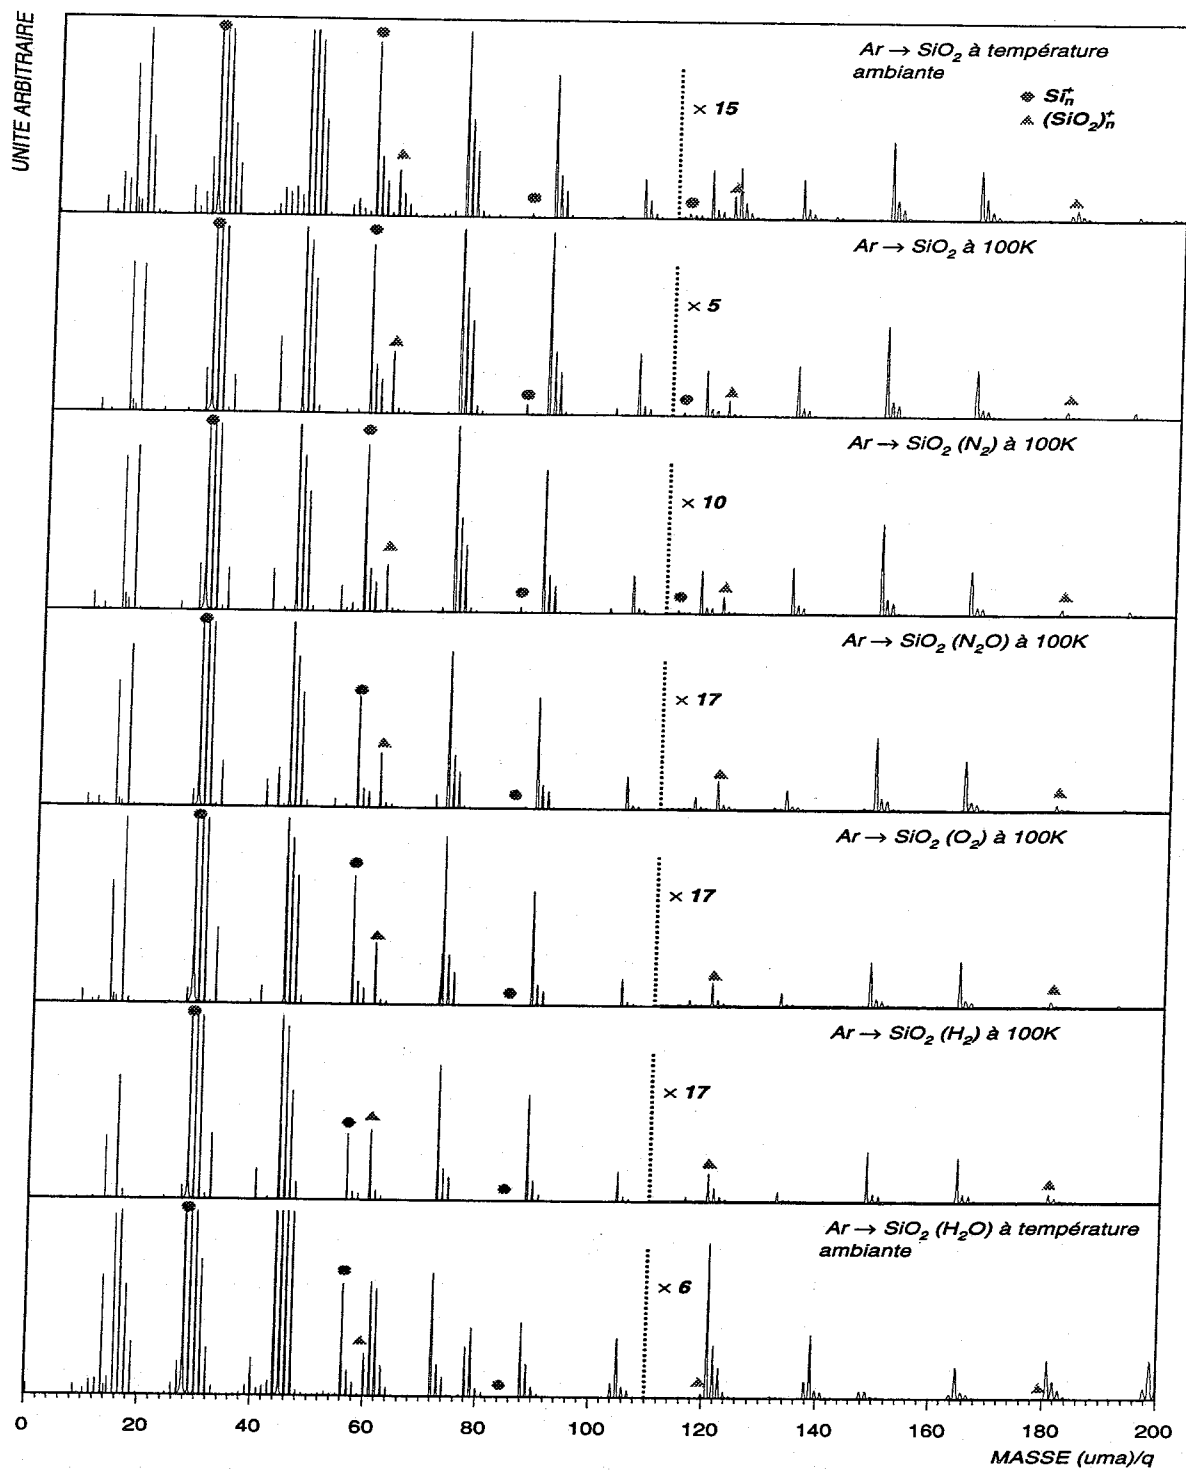 UNITE ARBITRAIRE
Ar → SiO₂ à température
ambiante
Siₙ⁺
(SiO₂)ₙ⁺
× 15
Ar → SiO₂ à 100K
× 5
Ar → SiO₂ (N₂) à 100K
× 10
Ar → SiO₂ (N₂O) à 100K
× 17
Ar → SiO₂ (O₂) à 100K
× 17
Ar → SiO₂ (H₂) à 100K
× 17
Ar → SiO₂ (H₂O) à température
ambiante
× 6
0 20 40 60 80 100 120 140 160 180 200
MASSE (uma)/q